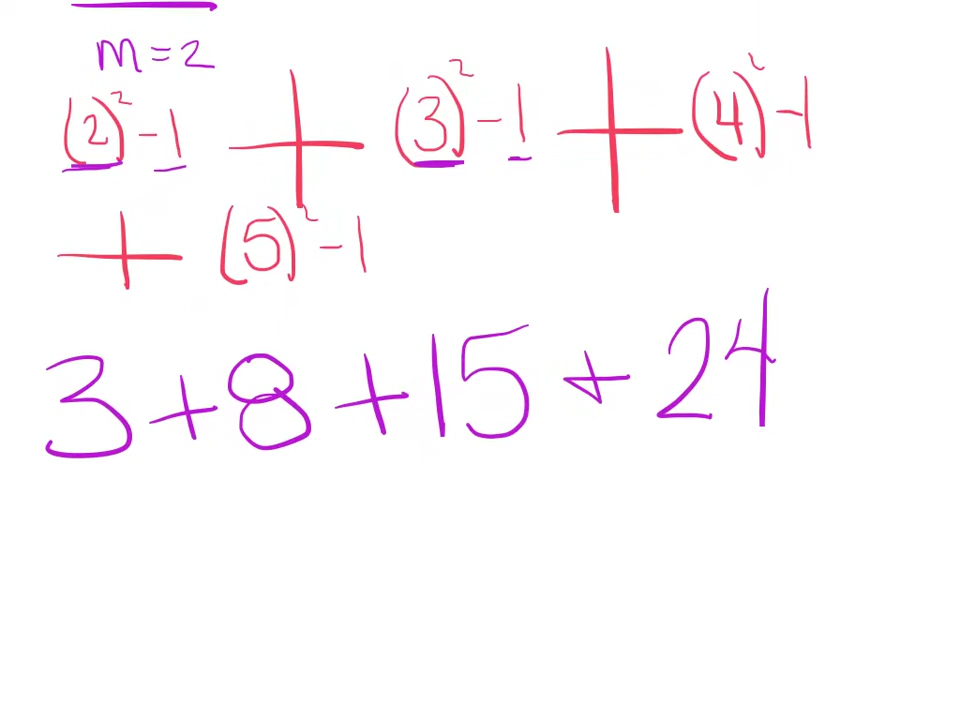 m=2
(2)²-1 + (3)²-1 + (4)²-1
+ (5)²-1
3+8+15+24